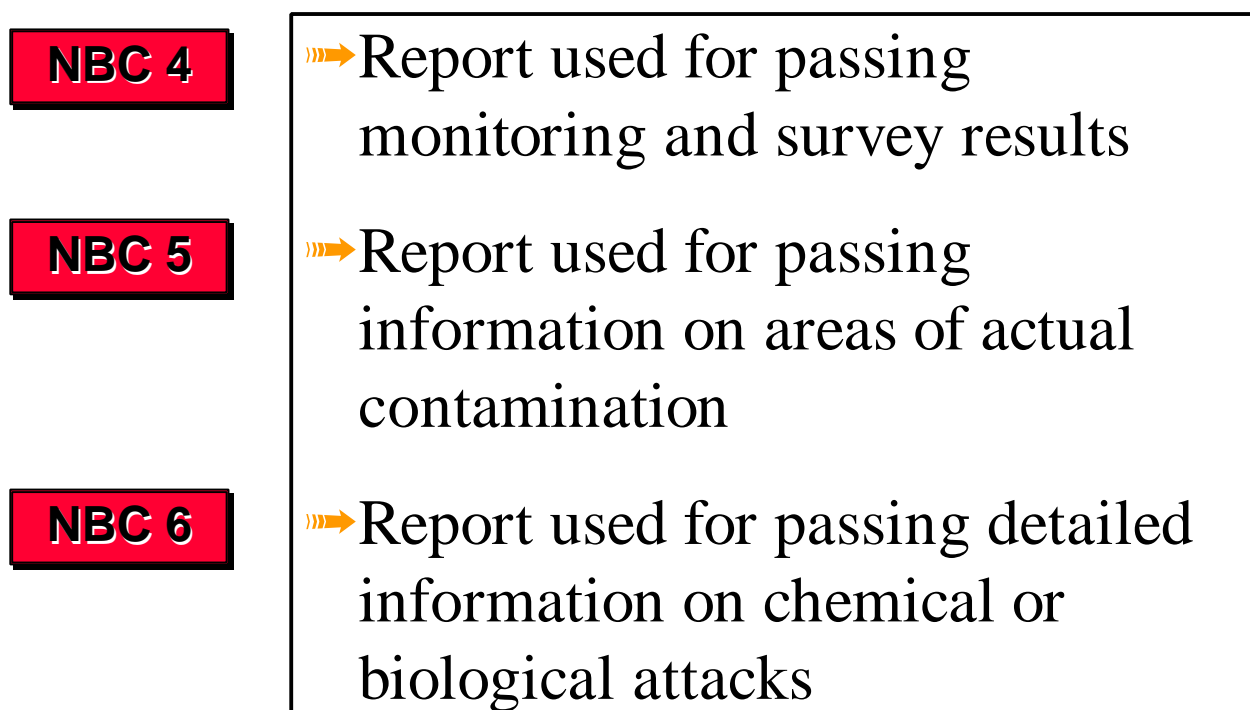 NBC 4
Report used for passing
monitoring and survey results
NBC 5
Report used for passing
information on areas of actual
contamination
NBC 6
Report used for passing detailed
information on chemical or
biological attacks